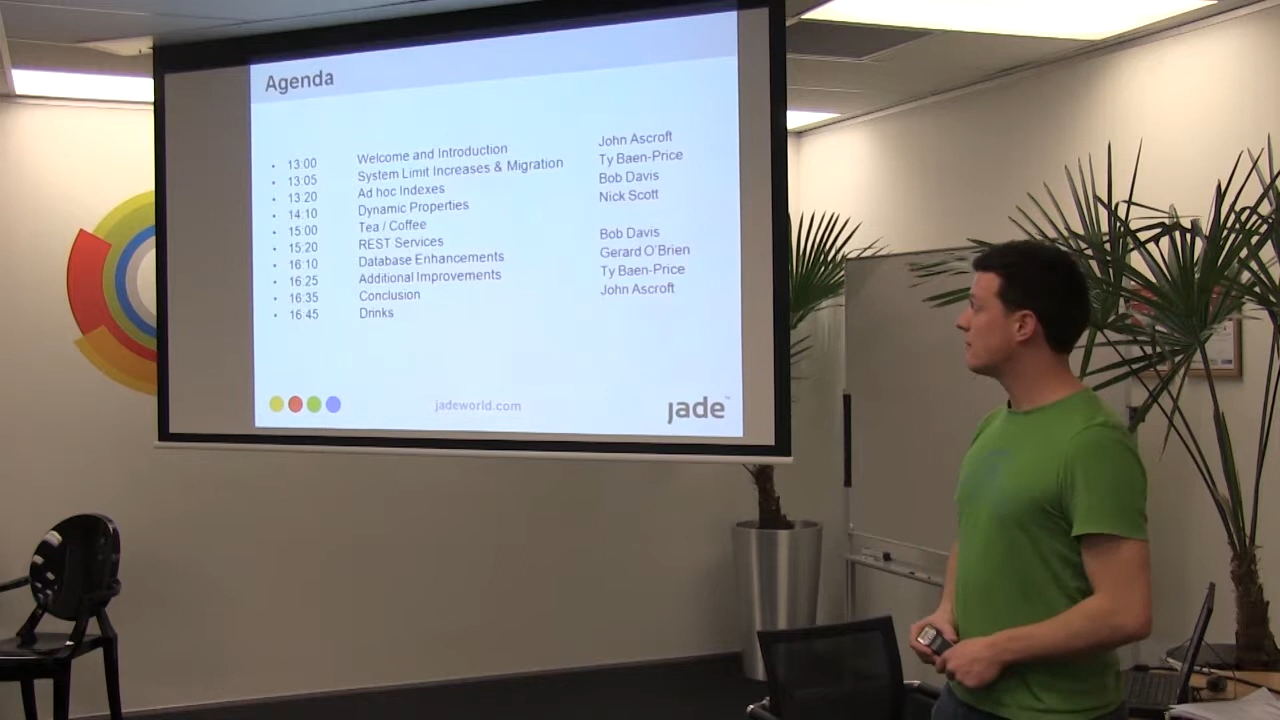 Agenda
• 13:00 Welcome and Introduction John Ascroft
• 13:05 System Limit Increases & Migration Ty Baen-Price
• 13:20 Ad hoc Indexes Bob Davis
• 14:10 Dynamic Properties Nick Scott
• 15:00 Tea / Coffee
• 15:20 REST Services Bob Davis
• 16:10 Database Enhancements Gerard O'Brien
• 16:25 Additional Improvements Ty Baen-Price
• 16:35 Conclusion John Ascroft
• 16:45 Drinks
jadeworld.com
jade™